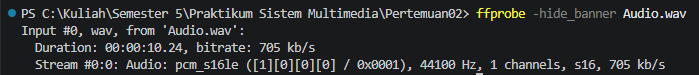 PS C:\Kuliah\Semester 5\Praktikum Sistem Multimedia\Pertemuan02> ffprobe -hide_banner Audio.wav
Input #0, wav, from 'Audio.wav':
  Duration: 00:00:10.24, bitrate: 705 kb/s
  Stream #0:0: Audio: pcm_s16le ([1][0][0][0] / 0x0001), 44100 Hz, 1 channels, s16, 705 kb/s